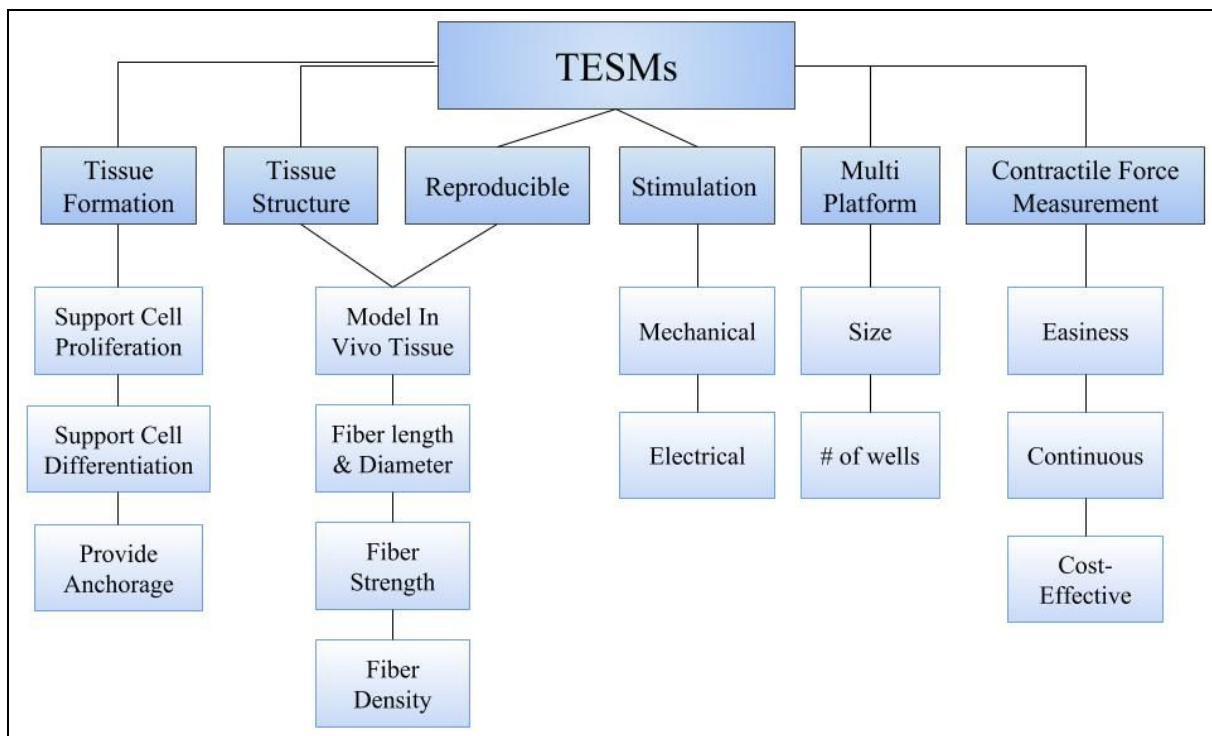 TESMs
Tissue
Formation
Tissue
Structure
Reproducible
Stimulation
Multi
Platform
Contractile Force
Measurement
Support Cell
Proliferation
Model In
Vivo Tissue
Mechanical
Size
Easiness
Support Cell
Differentiation
Fiber length
& Diameter
Electrical
# of wells
Continuous
Provide
Anchorage
Fiber
Strength
Cost-
Effective
Fiber
Density